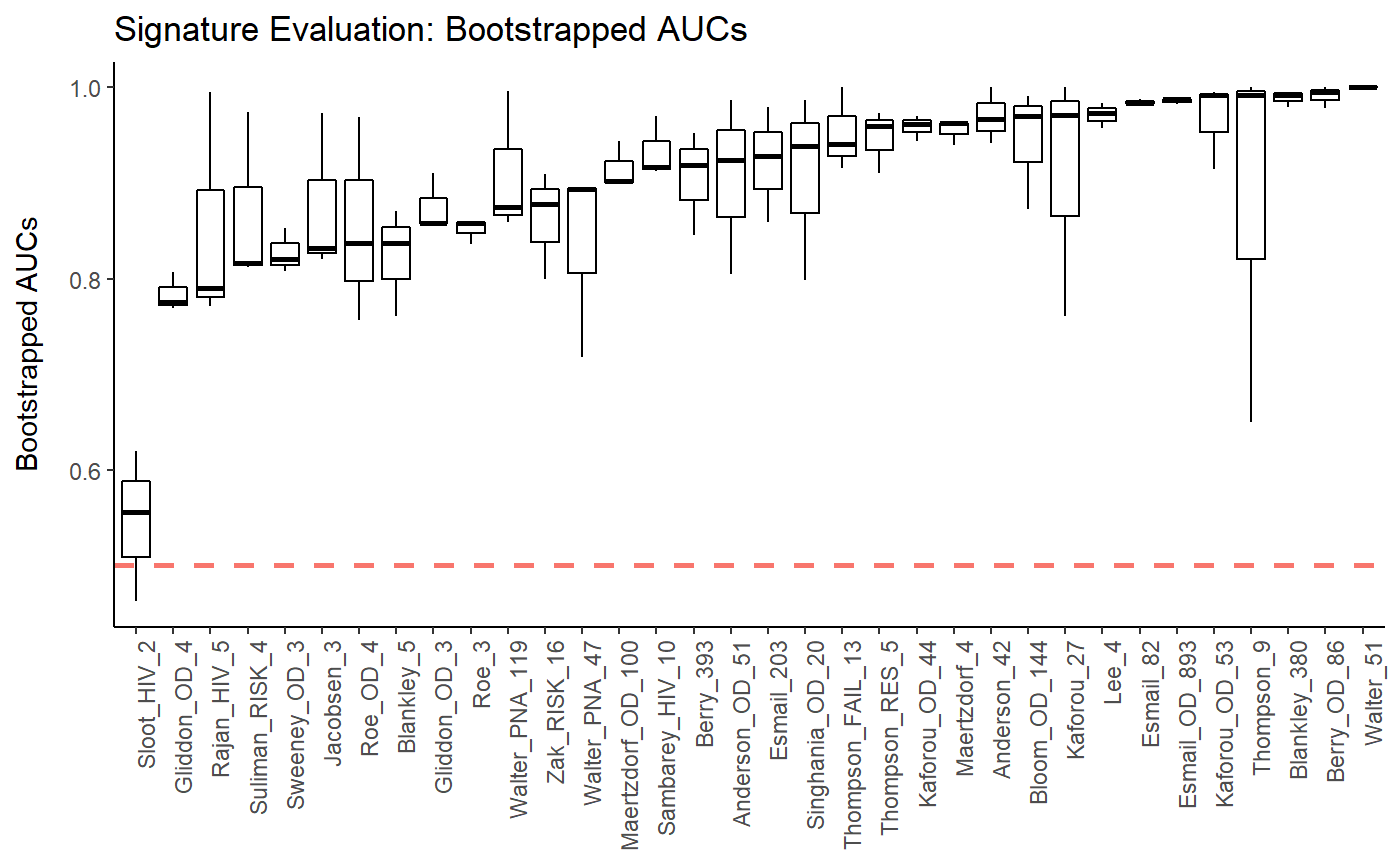 Signature Evaluation: Bootstrapped AUCs
Bootstrapped AUCs
1.0
0.8
0.6
Sloot_HIV_2
Gliddon_OD_4
Rajan_HIV_5
Suliman_RISK_4
Sweeney_OD_3
Jacobsen_3
Roe_OD_4
Blankley_5
Gliddon_OD_3
Roe_3
Walter_PNA_119
Zak_RISK_16
Walter_PNA_47
Maertzdorf_OD_100
Sambarey_HIV_10
Berry_393
Anderson_OD_51
Esmail_203
Singhania_OD_20
Thompson_FAIL_13
Thompson_RES_5
Kaforou_OD_44
Maertzdorf_4
Anderson_42
Bloom_OD_144
Kaforou_27
Lee_4
Esmail_82
Esmail_OD_893
Kaforou_OD_53
Thompson_9
Blankley_380
Berry_OD_86
Walter_51